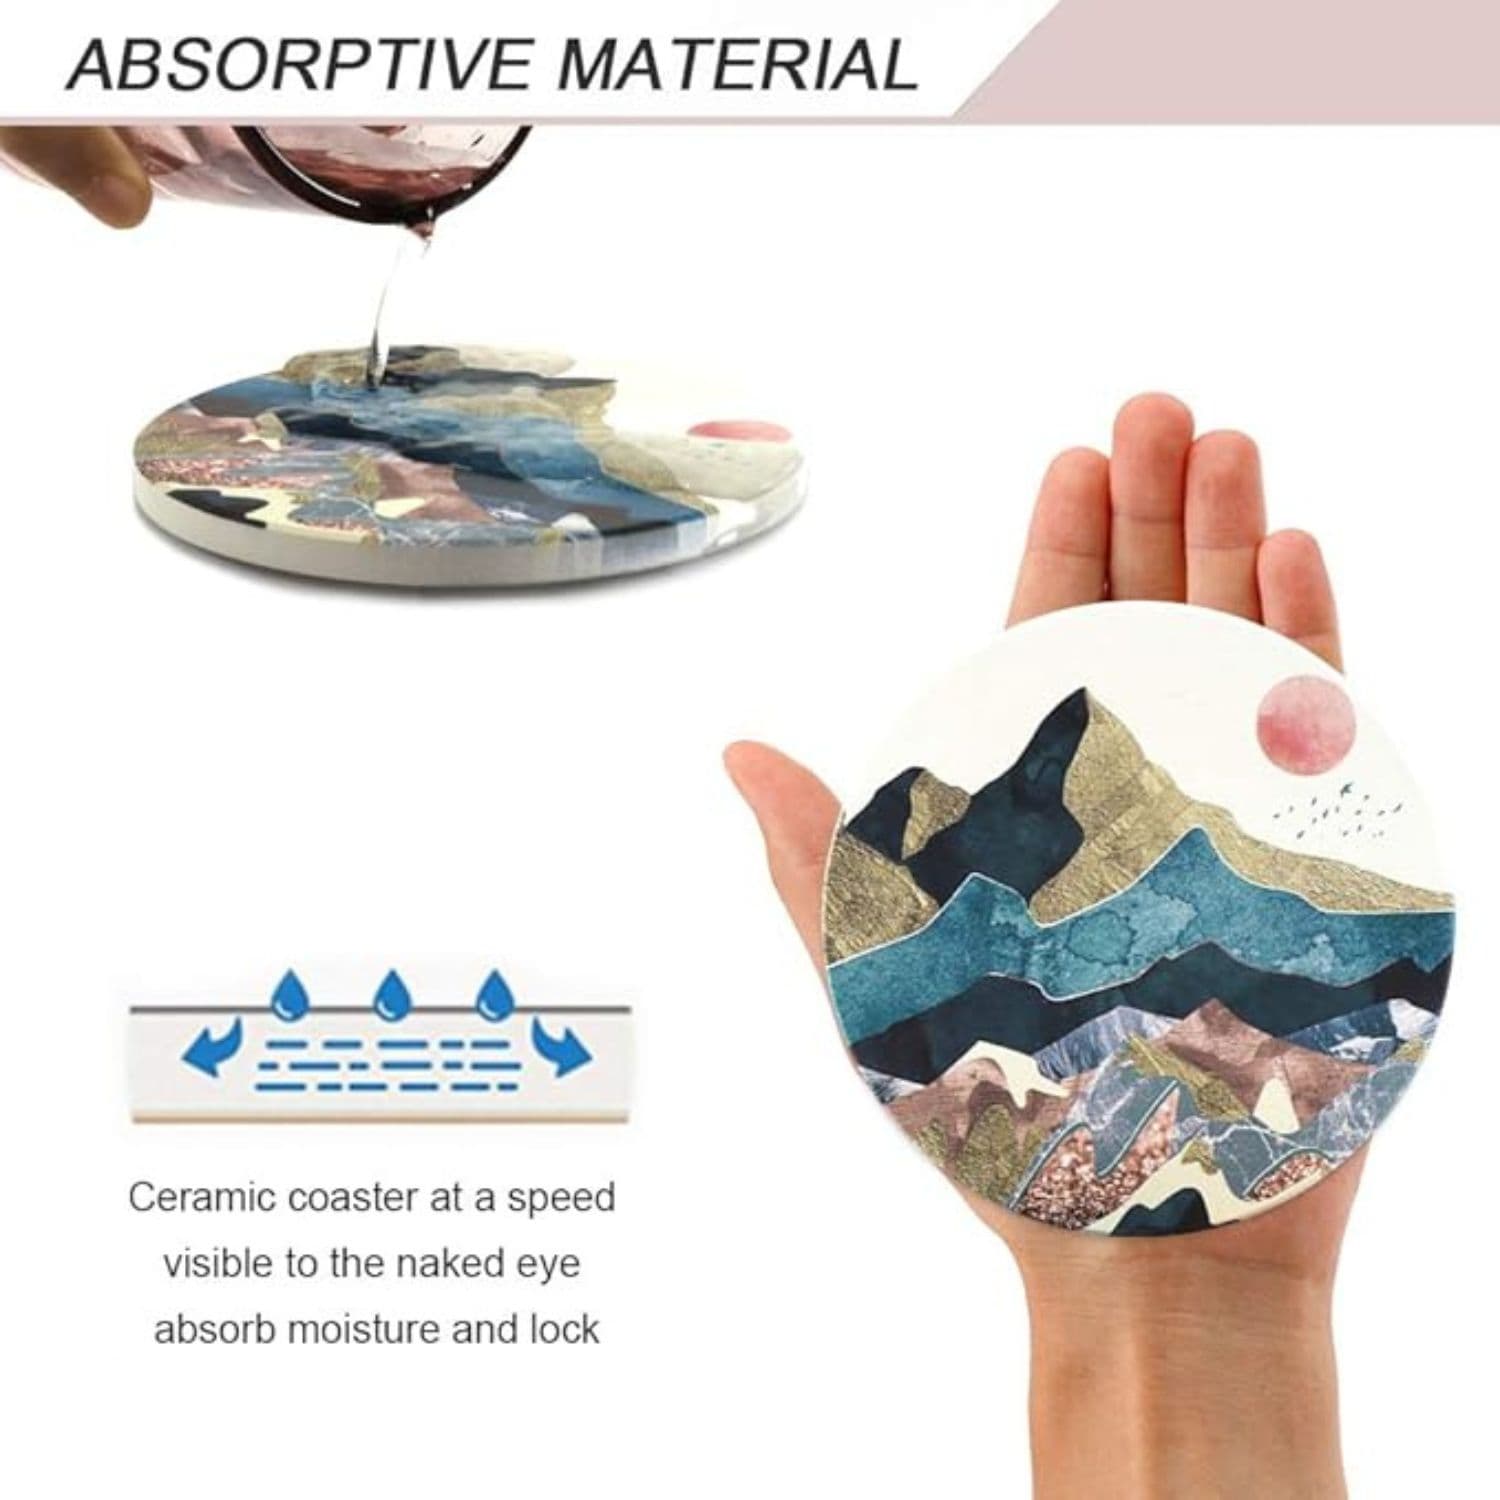 ABSORPTIVE MATERIAL
Ceramic coaster at a speed
visible to the naked eye
absorb moisture and lock